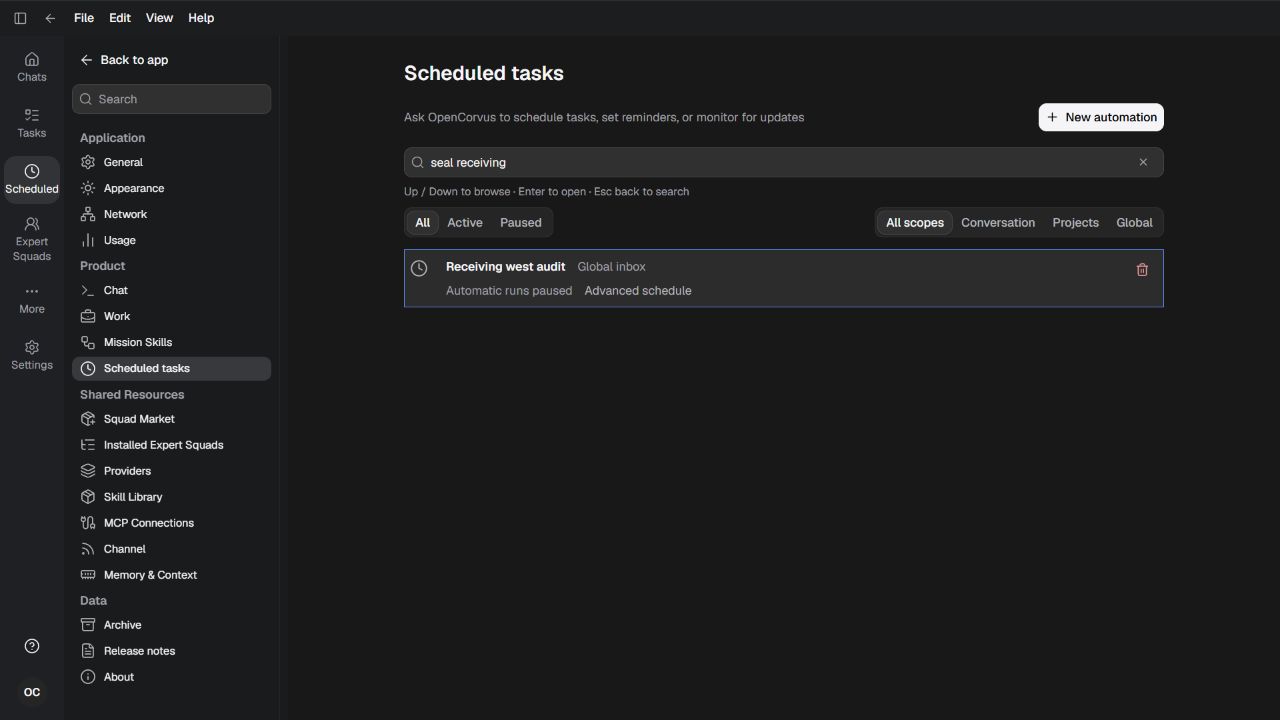 File Edit View Help
Chats
Tasks
Scheduled
Expert
Squads
More
Settings
OC
Back to app
Search
Application
General
Appearance
Network
Usage
Product
Chat
Work
Mission Skills
Scheduled tasks
Shared Resources
Squad Market
Installed Expert Squads
Providers
Skill Library
MCP Connections
Channel
Memory & Context
Data
Archive
Release notes
About
Scheduled tasks
Ask OpenCorvus to schedule tasks, set reminders, or monitor for updates
New automation
seal receiving
Up / Down to browse · Enter to open · Esc back to search
All Active Paused
All scopes Conversation Projects Global
Receiving west audit Global inbox
Automatic runs paused Advanced schedule